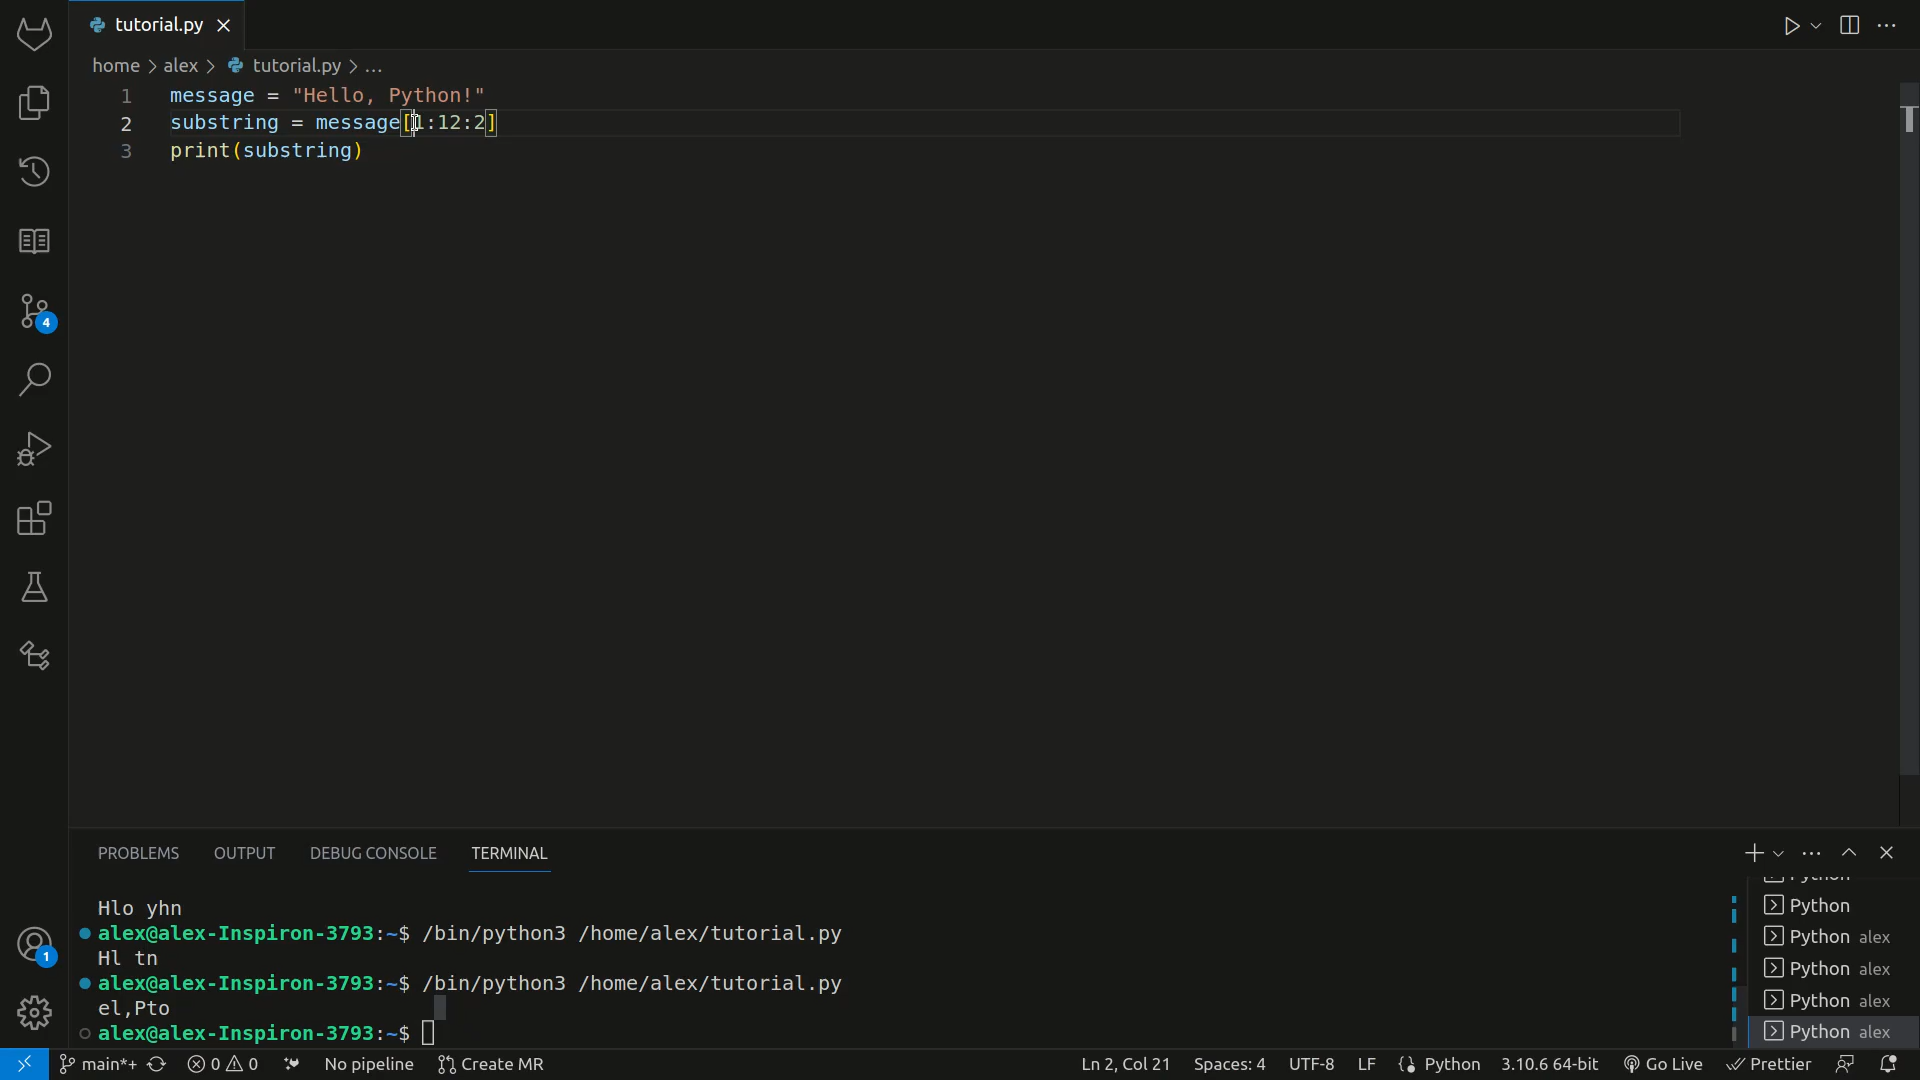 tutorial.py
home > alex > tutorial.py > ...
1 message = "Hello, Python!"
2 substring = message[1:12:2]
3 print(substring)
4
1
PROBLEMS OUTPUT DEBUG CONSOLE TERMINAL
Hlo yhn
alex@alex-Inspiron-3793:~$ /bin/python3 /home/alex/tutorial.py
Hl tn
alex@alex-Inspiron-3793:~$ /bin/python3 /home/alex/tutorial.py
el,Pto
alex@alex-Inspiron-3793:~$
Python
Python
Python alex
Python alex
Python alex
Python alex
main*+ 0 0 No pipeline Create MR Ln 2, Col 21 Spaces: 4 UTF-8 LF Python 3.10.6 64-bit Go Live Prettier